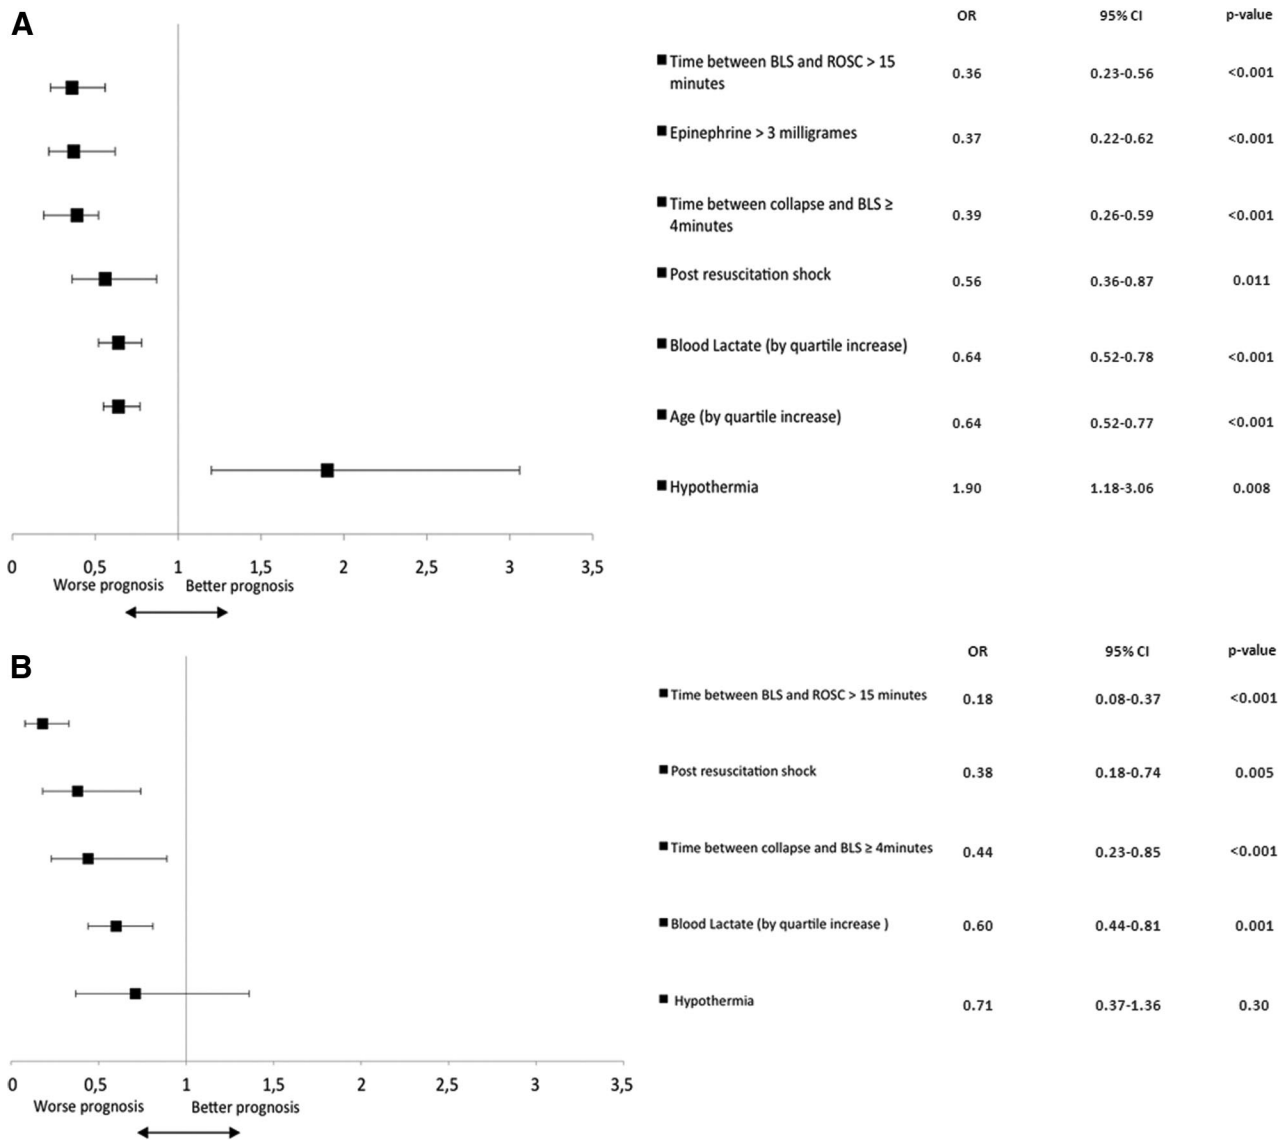 A
OR 95% CI p-value
Time between BLS and ROSC > 15
minutes
0.36 0.23-0.56 <0.001
Epinephrine > 3 milligrames
0.37 0.22-0.62 <0.001
Time between collapse and BLS ≥
4minutes
0.39 0.26-0.59 <0.001
Post resuscitation shock
0.56 0.36-0.87 0.011
Blood Lactate (by quartile increase)
0.64 0.52-0.78 <0.001
Age (by quartile increase)
0.64 0.52-0.77 <0.001
Hypothermia
1.90 1.18-3.06 0.008
0 0,5 1 1,5 2 2,5 3 3,5
Worse prognosis Better prognosis
B
OR 95% CI p-value
Time between BLS and ROSC > 15 minutes 0.18 0.08-0.37 <0.001
Post resuscitation shock 0.38 0.18-0.74 0.005
Time between collapse and BLS ≥ 4minutes 0.44 0.23-0.85 <0.001
Blood Lactate (by quartile increase ) 0.60 0.44-0.81 0.001
Hypothermia 0.71 0.37-1.36 0.30
0 0,5 1 1,5 2 2,5 3 3,5
Worse prognosis Better prognosis